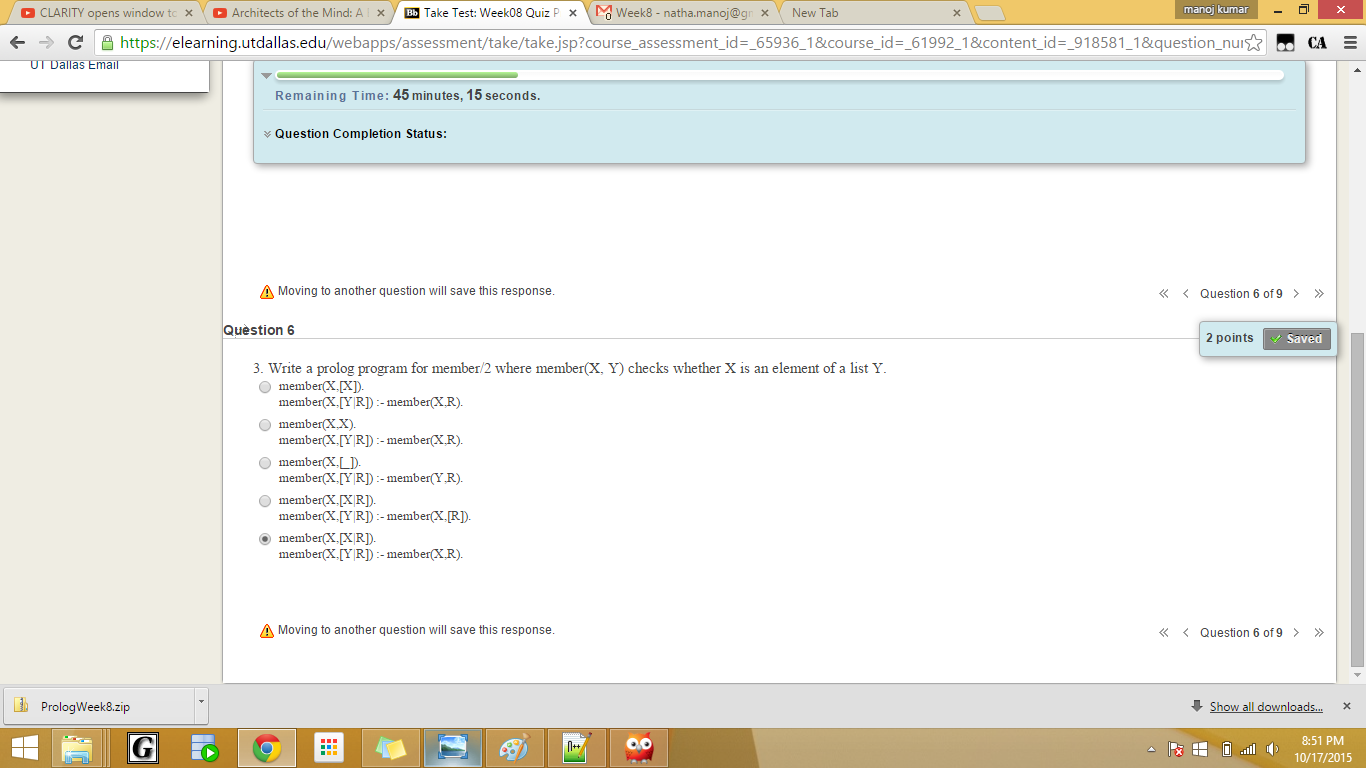 CLARITY opens window to
Architects of the Mind: A
Bb Take Test: Week08 Quiz P
Week8 - natha.manoj@gm
New Tab
manoj kumar
https://elearning.utdallas.edu/webapps/assessment/take/take.jsp?course_assessment_id=_65936_1&course_id=_61992_1&content_id=_918581_1&question_nu
CA
UT Dallas Email
Remaining Time: 45 minutes, 15 seconds.
Question Completion Status:
Moving to another question will save this response.
Question 6 of 9
Question 6
2 points
Saved
3. Write a prolog program for member/2 where member(X, Y) checks whether X is an element of a list Y.
member(X,[X]).
member(X,[Y|R]) :- member(X,R).
member(X,X).
member(X,[Y|R]) :- member(X,R).
member(X,[_]).
member(X,[Y|R]) :- member(Y,R).
member(X,[X|R]).
member(X,[Y|R]) :- member(X,[R]).
member(X,[X|R]).
member(X,[Y|R]) :- member(X,R).
Moving to another question will save this response.
Question 6 of 9
PrologWeek8.zip
Show all downloads...
G
8:51 PM
10/17/2015